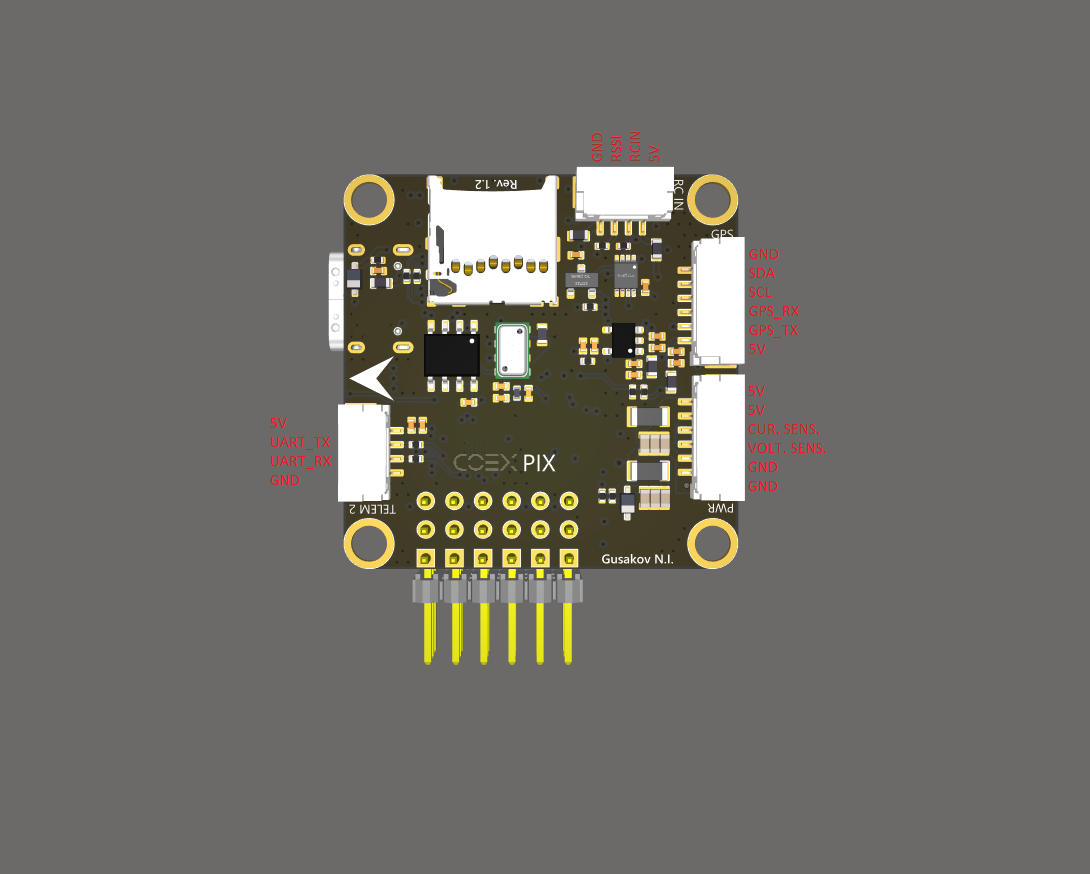 GND
RSSI
RCIN
5V
Rev. 1.2
RC IN
GPS
GND
SDA
SCL
GPS_RX
GPS_TX
5V
5V
5V
CUR. SENS.
VOLT. SENS.
GND
GND
5V
UART_TX
UART_RX
GND
COEX PIX
TELEM 2
PWR
Gusakov N.I.